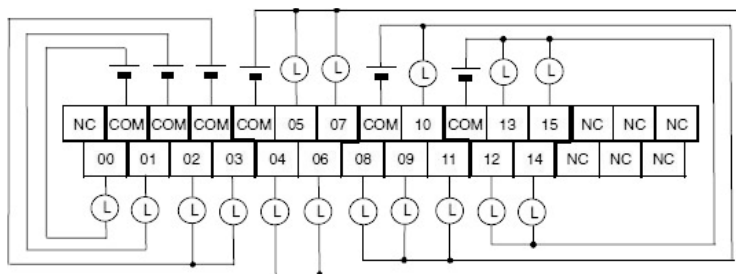 L L L L L
NC COM COM COM COM 05 07 COM 10 COM 13 15 NC NC NC
00 01 02 03 04 06 08 09 11 12 14 NC NC NC
L L L L L L L L L L L